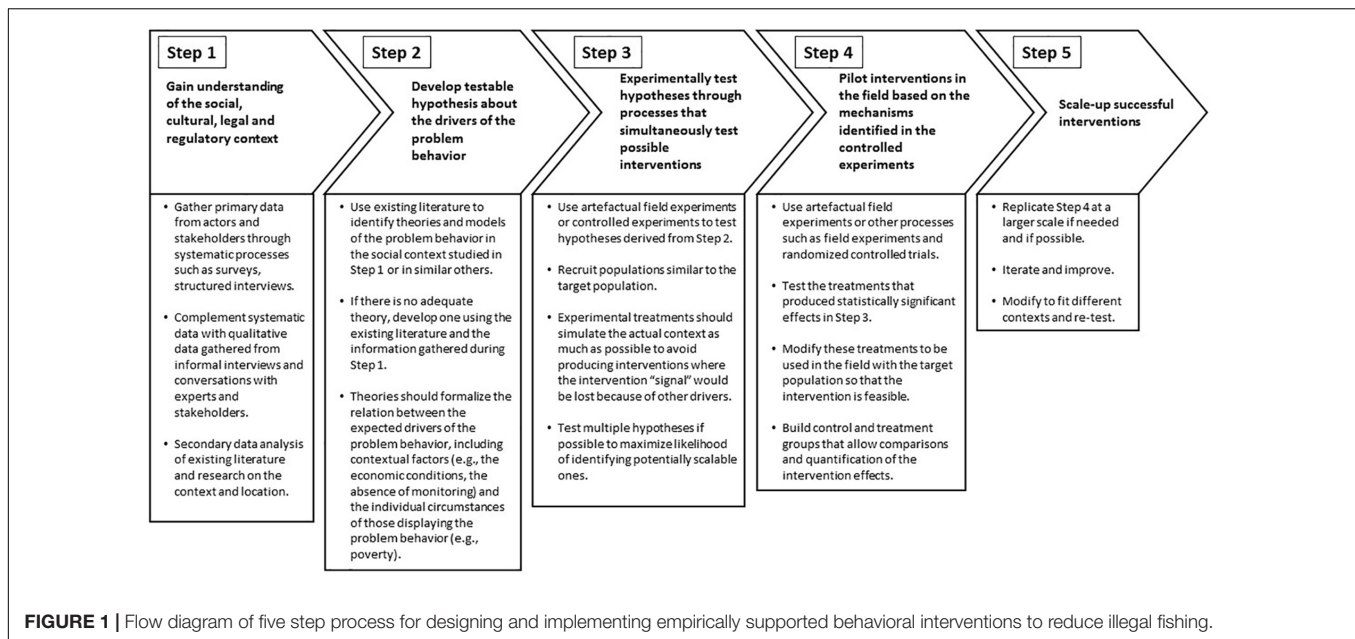 Step 1
Gain understanding
of the social,
cultural, legal and
regulatory context
• Gather primary data
from actors and
stakeholders through
systematic processes
such as surveys,
structured interviews.
• Complement systematic
data with qualitative
data gathered from
informal interviews and
conversations with
experts and
stakeholders.
• Secondary data analysis
of existing literature
and research on the
context and location.
Step 2
Develop testable
hypothesis about
the drivers of the
problem
behavior
• Use existing literature to
identify theories and models
of the problem behavior in
the social context studied in
Step 1 or in similar others.
• If there is no adequate
theory, develop one using the
existing literature and the
information gathered during
Step 1.
• Theories should formalize the
relation between the
expected drivers of the
problem behavior, including
contextual factors (e.g., the
economic conditions, the
absence of monitoring) and
the individual circumstances
of those displaying the
problem behavior (e.g.,
poverty).
Step 3
Experimentally test
hypotheses through
processes that
simultaneously test
possible
interventions
• Use artefactual field experiments
or controlled experiments to test
hypotheses derived from Step 2.
• Recruit populations similar to the
target population.
• Experimental treatments should
simulate the actual context as
much as possible to avoid
producing interventions where
the intervention “signal” would
be lost because of other drivers.
• Test multiple hypotheses if
possible to maximize likelihood
of identifying potentially scalable
ones.
Step 4
Pilot interventions in
the field based on the
mechanisms
identified in the
controlled
experiments
• Use artefactual field
experiments or other processes
such as field experiments and
randomized controlled trials.
• Test the treatments that
produced statistically significant
effects in Step 3.
• Modify these treatments to be
used in the field with the target
population so that the
intervention is feasible.
• Build control and treatment
groups that allow comparisons
and quantification of the
intervention effects.
Step 5
Scale-up successful
interventions
• Replicate Step 4 at a
larger scale if needed
and if possible.
• Iterate and improve.
• Modify to fit different
contexts and re-test.
FIGURE 1 | Flow diagram of five step process for designing and implementing empirically supported behavioral interventions to reduce illegal fishing.